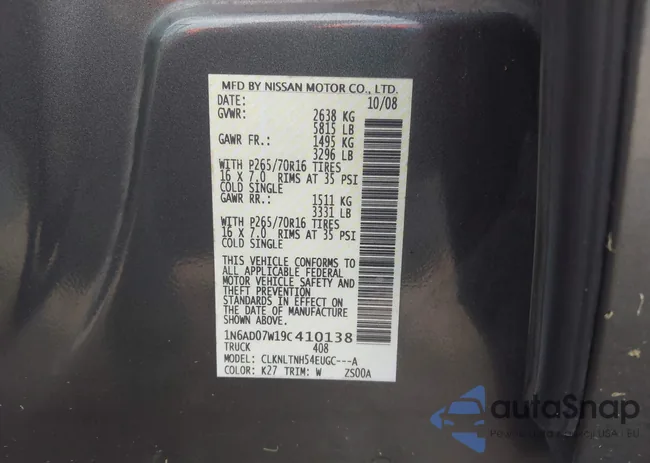 MFD BY NISSAN MOTOR CO., LTD.
DATE: 10/08
GVWR: 2638 KG
5815 LB
GAWR FR.: 1495 KG
3296 LB
WITH P265/70R16 TIRES
16 X 7.0 RIMS AT 35 PSI
COLD SINGLE
GAWR RR.: 1511 KG
3331 LB
WITH P265/70R16 TIRES
16 X 7.0 RIMS AT 35 PSI
COLD SINGLE
THIS VEHICLE CONFORMS TO
ALL APPLICABLE FEDERAL
MOTOR VEHICLE SAFETY AND
THEFT PREVENTION
STANDARDS IN EFFECT ON
THE DATE OF MANUFACTURE
SHOWN ABOVE.
1N6AD07W19C410138
TRUCK 408
MODEL: CLKNLTNH54EUGC---A
COLOR: K27 TRIM: W ZS00A
autoSnap
USA - EU